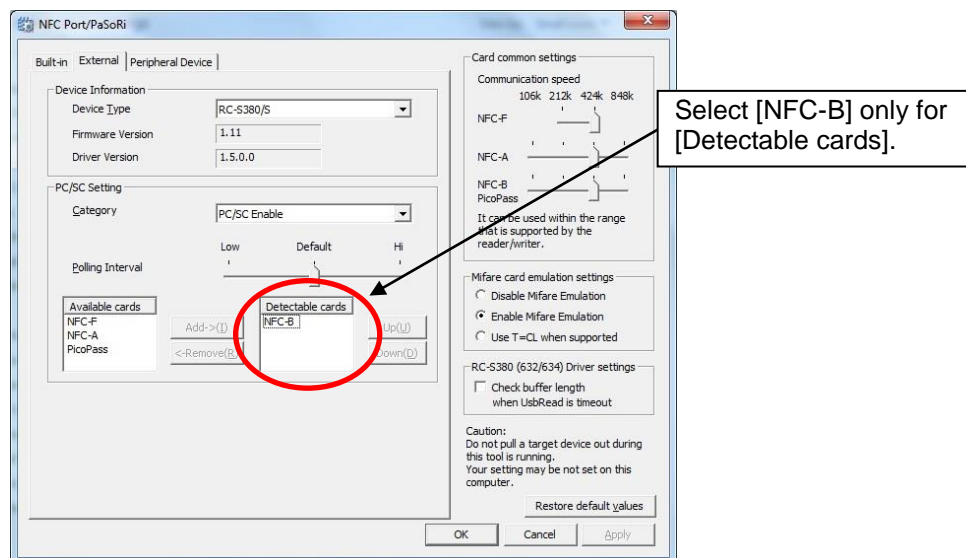 NFC Port/PaSoRi
Built-in External Peripheral Device
Device Information
Device Type RC-S380/S
Firmware Version 1.11
Driver Version 1.5.0.0
PC/SC Setting
Category PC/SC Enable
Low Default Hi
Polling Interval
Available cards
NFC-F
NFC-A
PicoPass
Add->(I)
<-Remove(R)
Detectable cards
NFC-B
Up(U)
Down(D)
Card common settings
Communication speed
106k 212k 424k 848k
NFC-F
NFC-A
NFC-B
PicoPass
It can be used within the range
that is supported by the
reader/writer.
Mifare card emulation settings
Disable Mifare Emulation
Enable Mifare Emulation
Use T=CL when supported
RC-S380 (632/634) Driver settings
Check buffer length
when UsbRead is timeout
Caution:
Do not pull a target device out during
this tool is running.
Your setting may be not set on this
computer.
Restore default values
OK Cancel Apply
Select [NFC-B] only for
[Detectable cards].